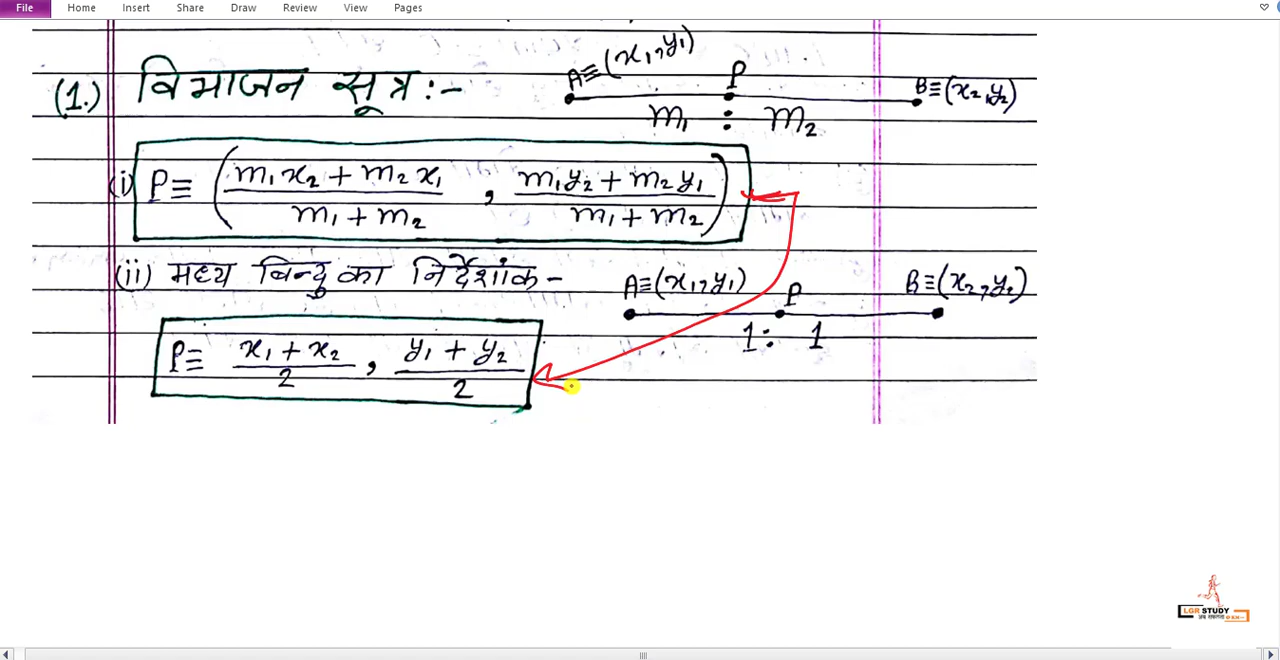 File Home Insert Share Draw Review View Pages
(1.) विभाजन सूत्र :-
A≡(x₁,y₁) P B≡(x₂,y₂)
m₁ : m₂
(i) P≡ ( m₁x₂ + m₂x₁ / m₁ + m₂ , m₁y₂ + m₂y₁ / m₁ + m₂ )
(ii) मध्य बिन्दु का निर्देशांक -
A≡(x₁,y₁) P B≡(x₂,y₂)
1 : 1
P≡ x₁ + x₂ / 2 , y₁ + y₂ / 2
LGR STUDY